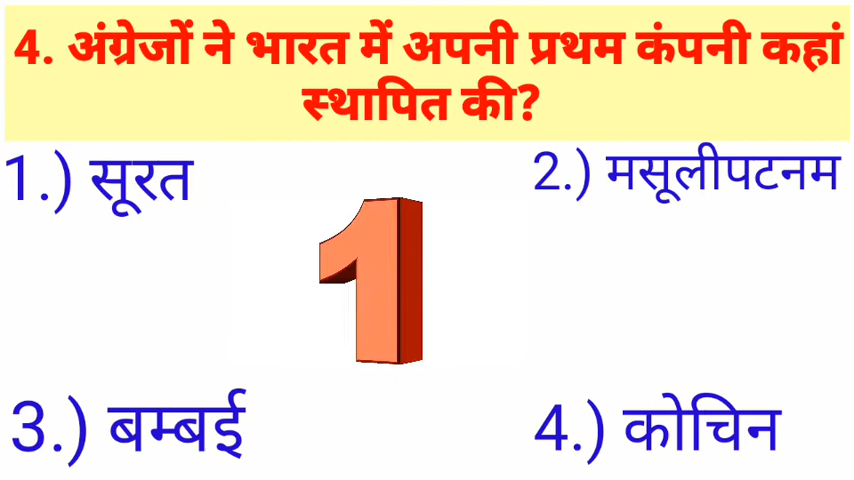 4. अंग्रेजों ने भारत में अपनी प्रथम कंपनी कहां
स्थापित की?
1.) सूरत
2.) मसूलीपटनम
1
3.) बम्बई
4.) कोचिन